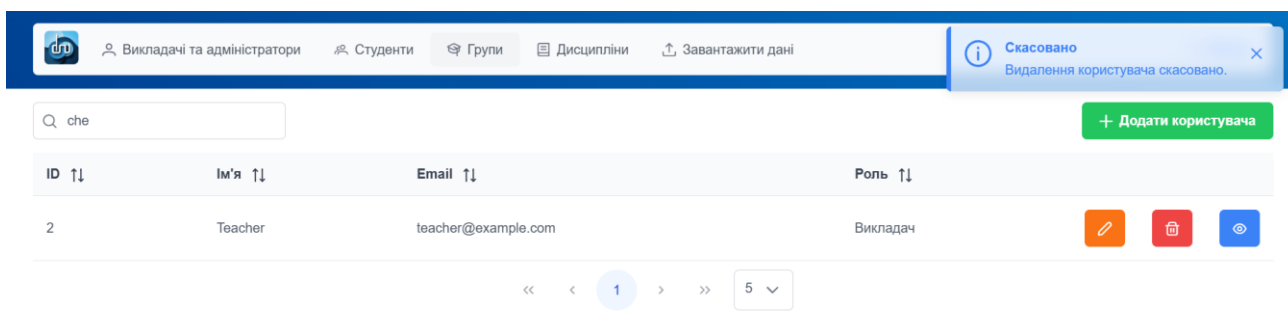 Викладачі та адміністратори Студенти Групи Дисципліни Завантажити дані
Скасовано
Видалення користувача скасовано.
che
Додати користувача
ID Ім'я Email Роль
2 Teacher teacher@example.com Викладач
« < 1 > » 5